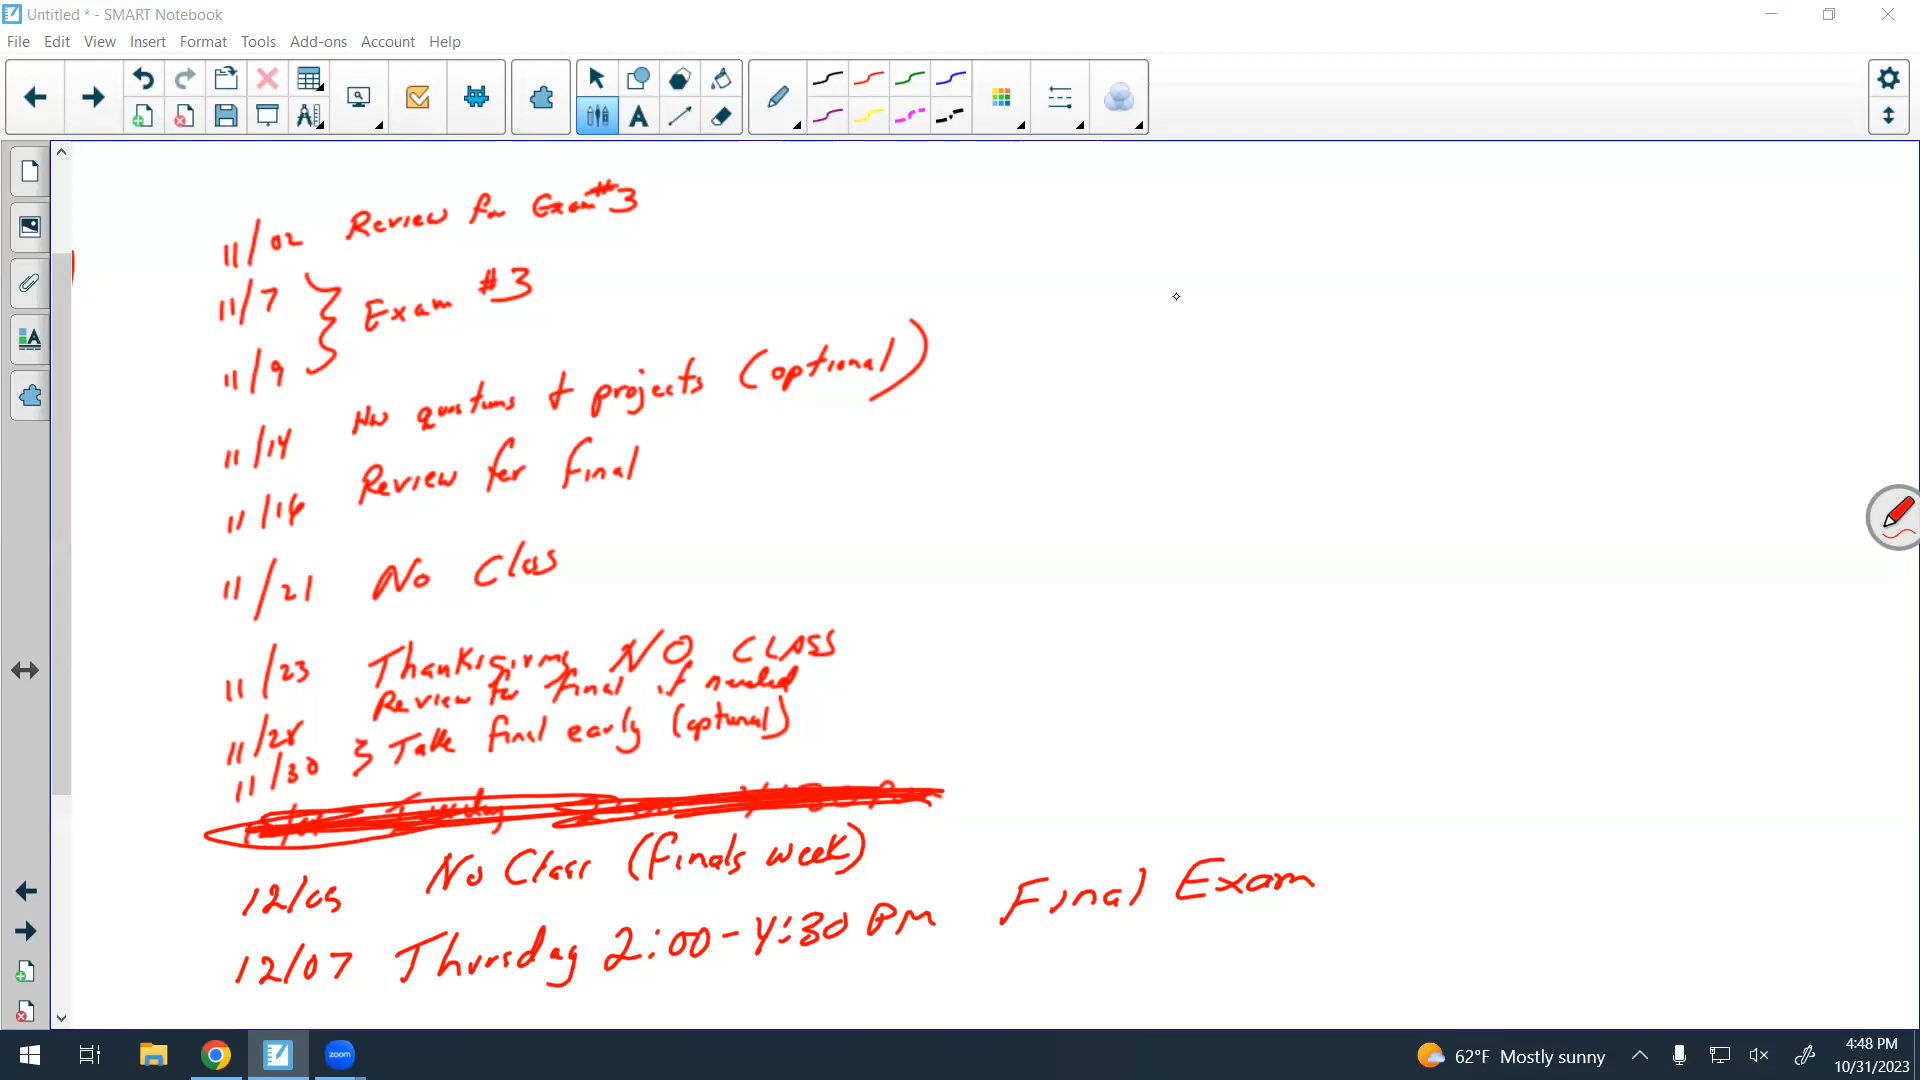 Untitled * - SMART Notebook
File Edit View Insert Format Tools Add-ons Account Help
11/02 Review for Exam #3
11/7
Exam #3
11/9
11/14 HW questions + projects (optional)
11/16 Review for final
11/21 No Class
11/23 Thanksgiving NO CLASS
11/28 Review for final if needed
11/30 Take final early (optional)
12/05 No Class (finals week)
12/07 Thursday 2:00-4:30 PM Final Exam
zoom
62°F Mostly sunny
4:48 PM
10/31/2023